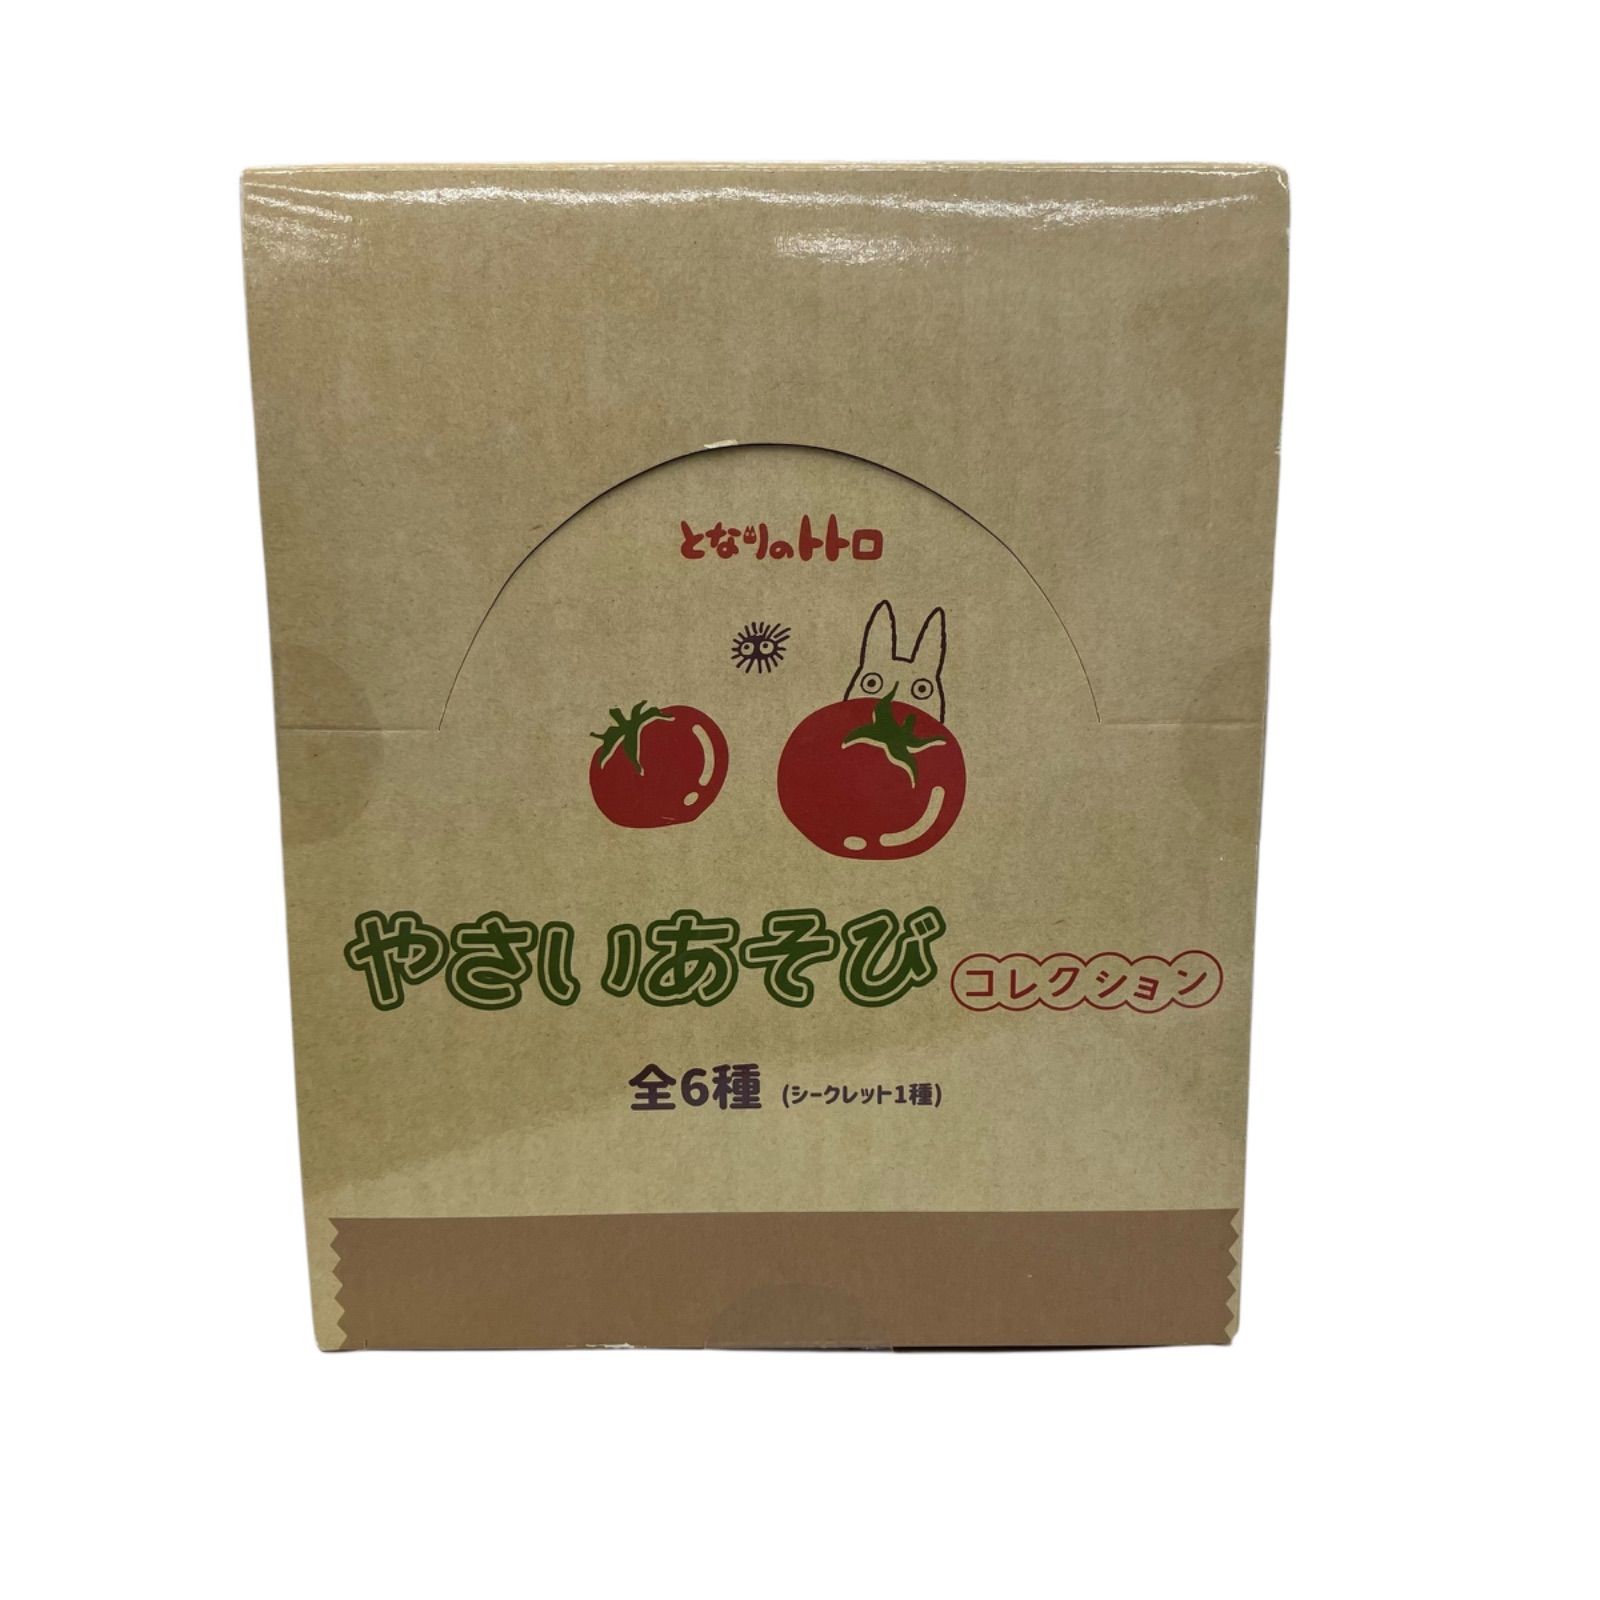 となりのトトロ
やさいあそび コレクション
全6種 (シークレット1種)